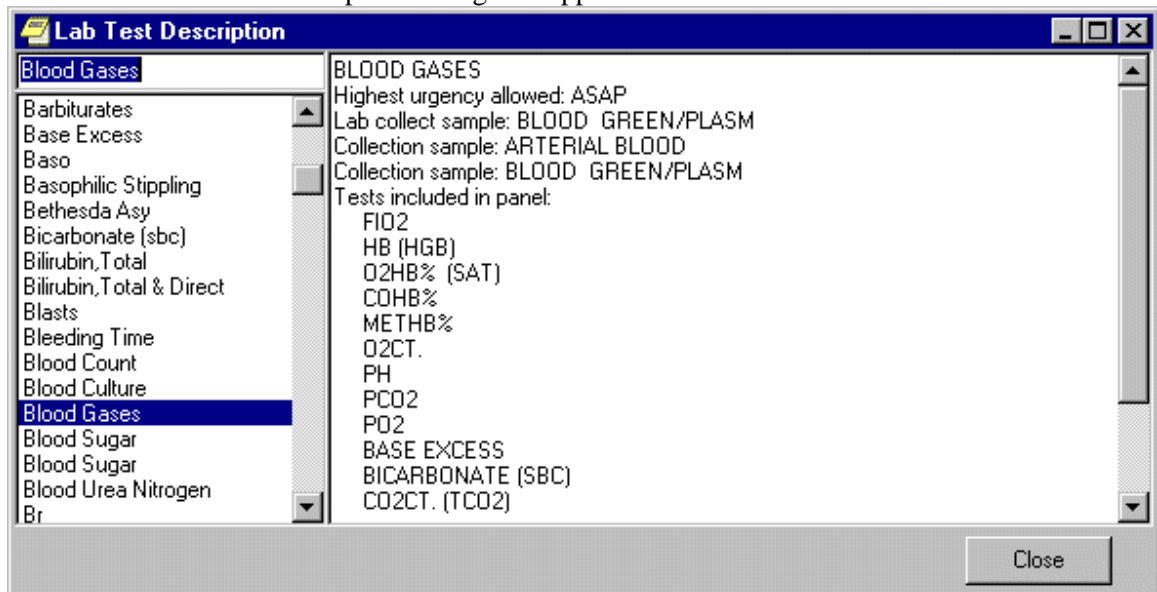 Lab Test Description
Blood Gases
Barbiturates
Base Excess
Baso
Basophilic Stippling
Bethesda Asy
Bicarbonate (sbc)
Bilirubin,Total
Bilirubin,Total & Direct
Blasts
Bleeding Time
Blood Count
Blood Culture
Blood Gases
Blood Sugar
Blood Sugar
Blood Urea Nitrogen
Br
BLOOD GASES
Highest urgency allowed: ASAP
Lab collect sample: BLOOD  GREEN/PLASM
Collection sample: ARTERIAL BLOOD
Collection sample: BLOOD  GREEN/PLASM
Tests included in panel:
FIO2
HB (HGB)
O2HB%  (SAT)
COHB%
METHB%
O2CT.
PH
PCO2
PO2
BASE EXCESS
BICARBONATE (SBC)
CO2CT. (TCO2)
Close